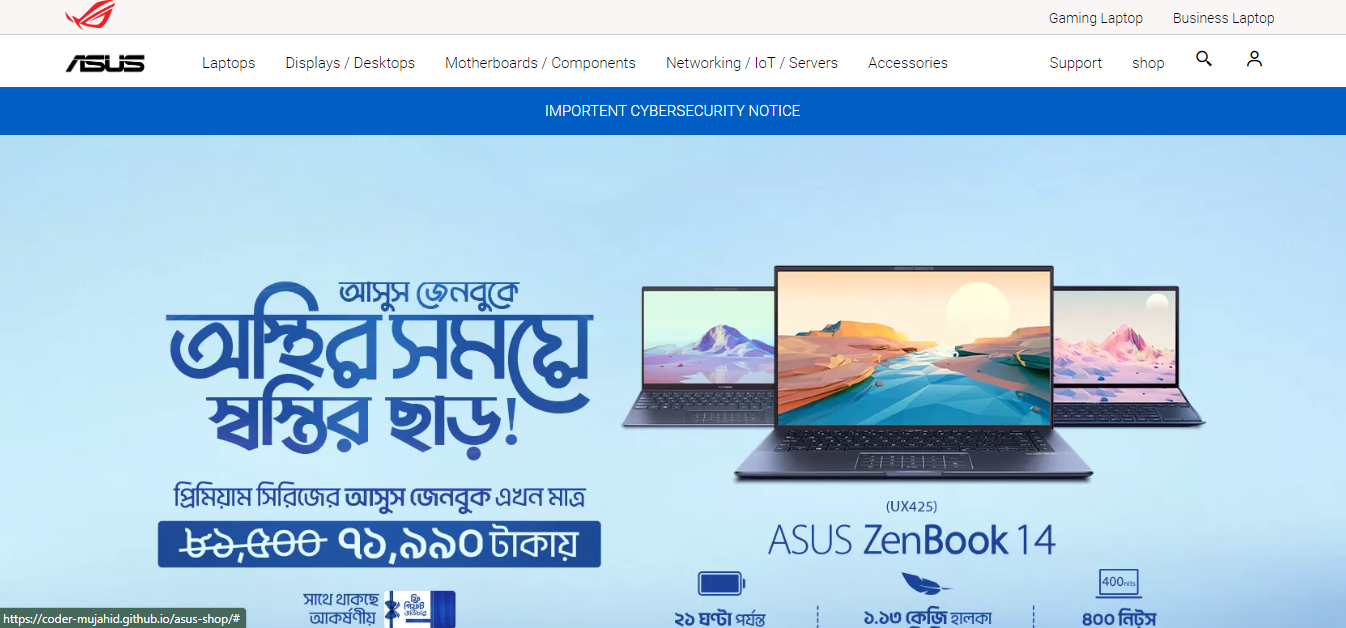 Gaming Laptop Business Laptop
ASUS Laptops Displays / Desktops Motherboards / Components Networking / IoT / Servers Accessories Support shop
IMPORTENT CYBERSECURITY NOTICE
আসুস জেনবুকে
অস্থির সময়ে
স্বস্তির ছাড়!
প্রিমিয়াম সিরিজের আসুস জেনবুক এখন মাত্র
৮১,৫০০ ৭১,৯৯০ টাকায়
(UX425)
ASUS ZenBook 14
400nits
সাথে থাকছে
আকর্ষণীয়
ফ্রি
গিফট
২১ ঘণ্টা পর্যন্ত
১.১৩ কেজি হালকা
৪০০ নিট্স
https://coder-mujahid.github.io/asus-shop/#